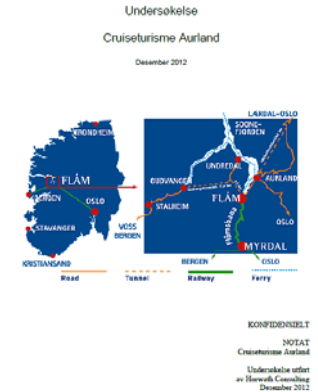 Undersøkelse
Cruiseturisme Aurland
Desember 2012
LÆRDAL-OSLO
TRONDHEIM
SOGNE-
FJORDEN
UNDREDAL
FLÅM
GUDVANGEN
AURLAND
BERGEN
OSLO
FLÅM
STALHEIM
STAVANGER
VOSS
BERGEN
Flåmsbana
OSLO
MYRDAL
KRISTIANSAND
BERGEN
OSLO
Road
Tunnel
Railway
Ferry
KONFIDENSIELT
NOTAT
Cruiseturisme Aurland
Undersøkelse utført
av Horwath Consulting
Desember 2012